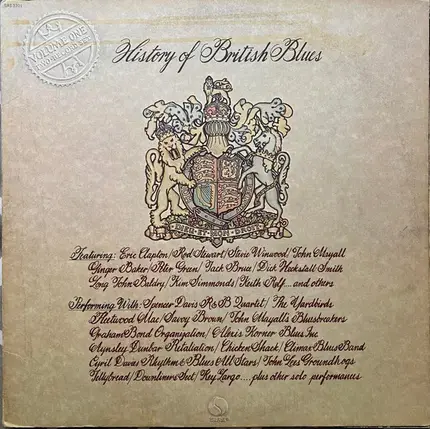 SAS 3701
VOLUME ONE
History of British Blues
Featuring: Eric Clapton/Rod Stewart/Stevie Winwood/John Mayall
Ginger Baker/Peter Green/Jack Bruce/Dick Heckstall Smith
Long John Baldry/Kim Simmonds/Keith Relf...and others
Performing With: Spencer Davis R&B Quartet/The Yardbirds
Fleetwood Mac/Savoy Brown/John Mayall's Bluesbreakers
Graham Bond Organisation/Alexis Korner Blues Inc.
Aynsley Dunbar Retaliation/Chicken Shack/Climax Blues Band
Cyril Davies Rhythm & Blues All Stars/John Lees Groundhogs
Jellybread/Downliners Sect/Key Largo....plus other solo performances